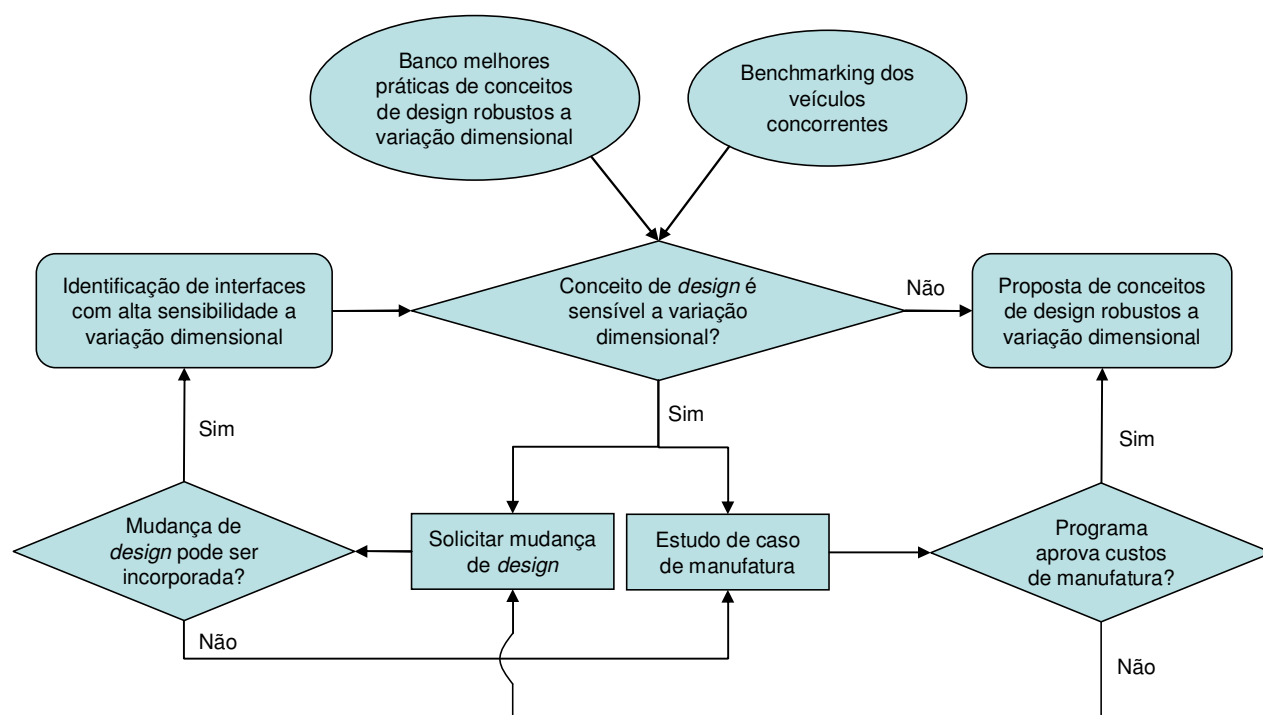 Banco melhores
práticas de conceitos
de design robustos a
variação dimensional
Benchmarking dos
veículos
concorrentes
Identificação de interfaces
com alta sensibilidade a
variação dimensional
Conceito de design é
sensível a variação
dimensional?
Não
Proposta de conceitos
de design robustos a
variação dimensional
Sim
Sim
Sim
Mudança de
design pode ser
incorporada?
Solicitar mudança
de design
Estudo de caso
de manufatura
Programa
aprova custos
de manufatura?
Não
Não